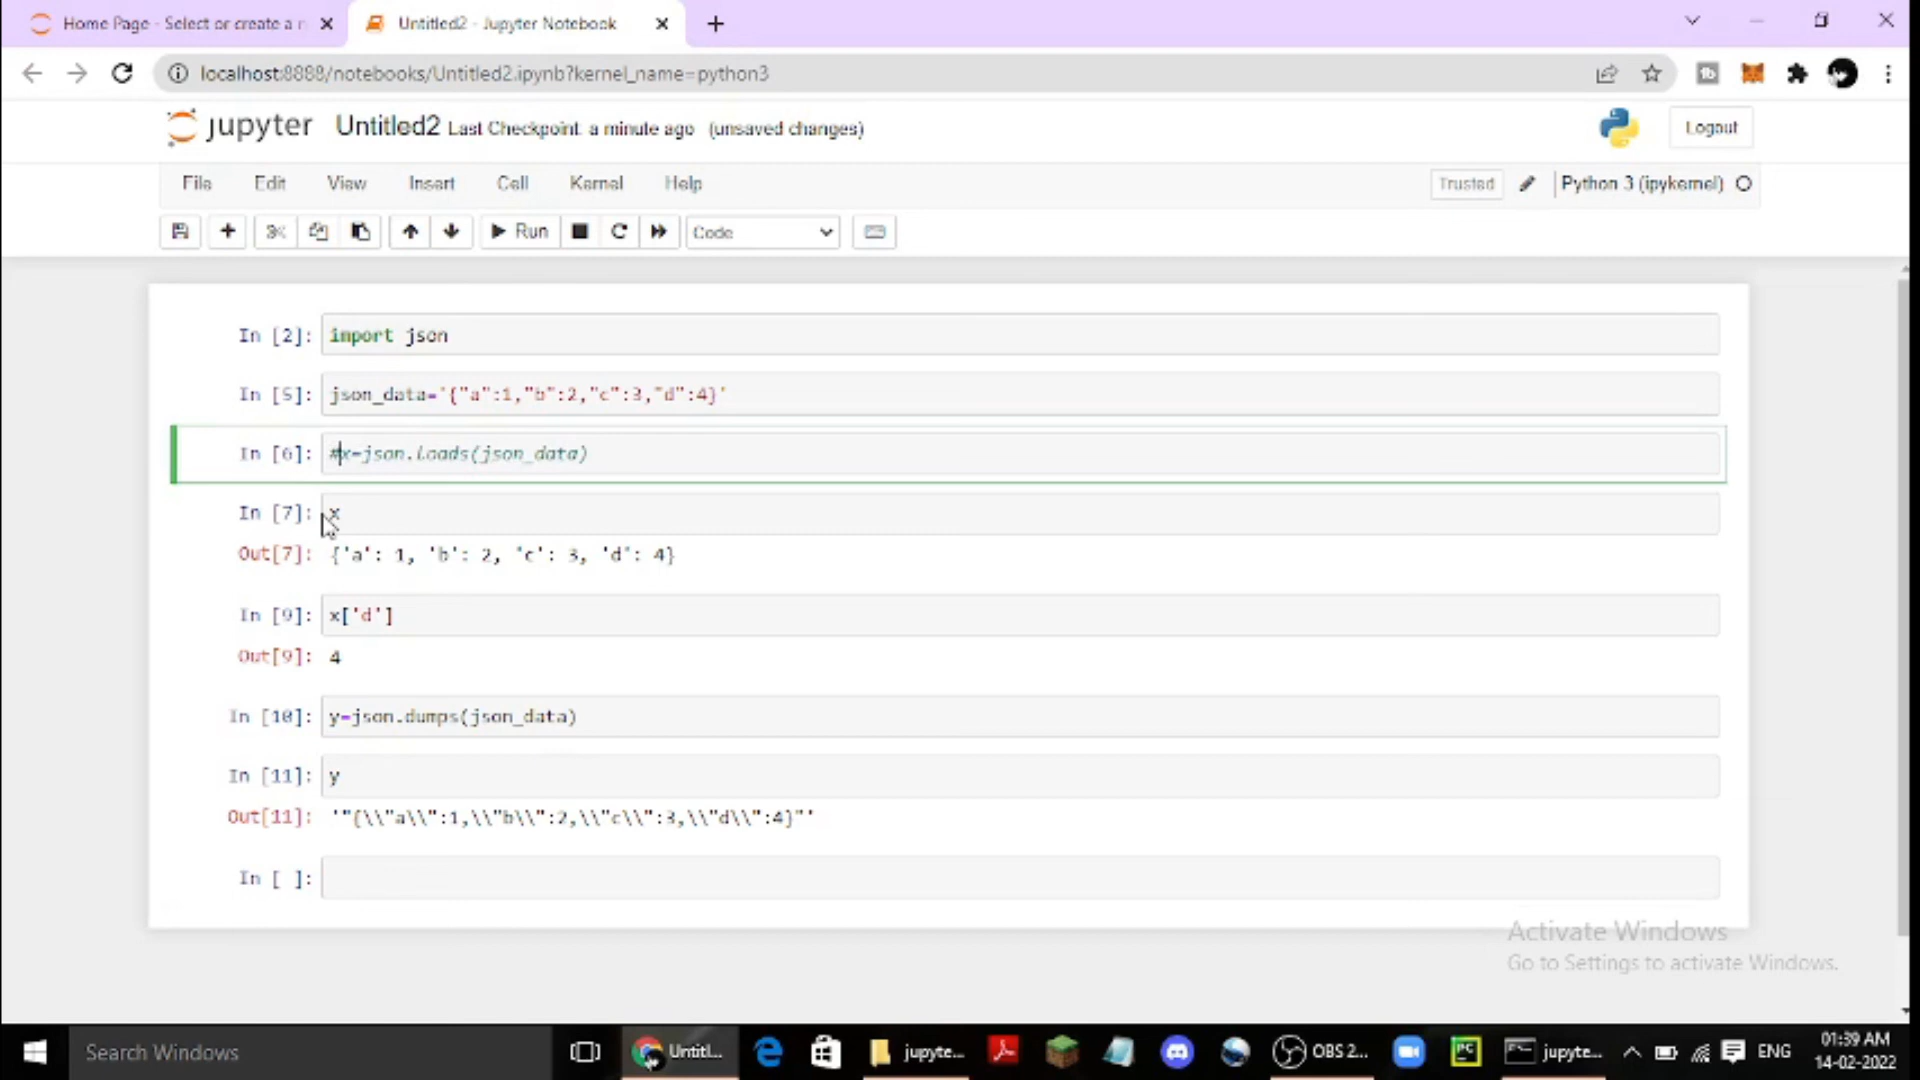 Home Page - Select or create a n
Untitled2 - Jupyter Notebook
localhost:8888/notebooks/Untitled2.ipynb?kernel_name=python3
jupyter Untitled2 Last Checkpoint: a minute ago (unsaved changes)
Logout
File Edit View Insert Cell Kernel Help
Trusted
Python 3 (ipykernel)
Run
Code
In [2]: import json
In [5]: json_data='{"a":1,"b":2,"c":3,"d":4}'
In [6]: #x=json.loads(json_data)
In [7]: x
Out[7]: {'a': 1, 'b': 2, 'c': 3, 'd': 4}
In [9]: x['d']
Out[9]: 4
In [10]: y=json.dumps(json_data)
In [11]: y
Out[11]: '"{\\"a\\":1,\\"b\\":2,\\"c\\":3,\\"d\\":4}"'
In [ ]:
Activate Windows
Go to Settings to activate Windows.
Search Windows
Untitl...
jupyte...
OBS 2...
PC
jupyte...
ENG
01:39 AM
14-02-2022